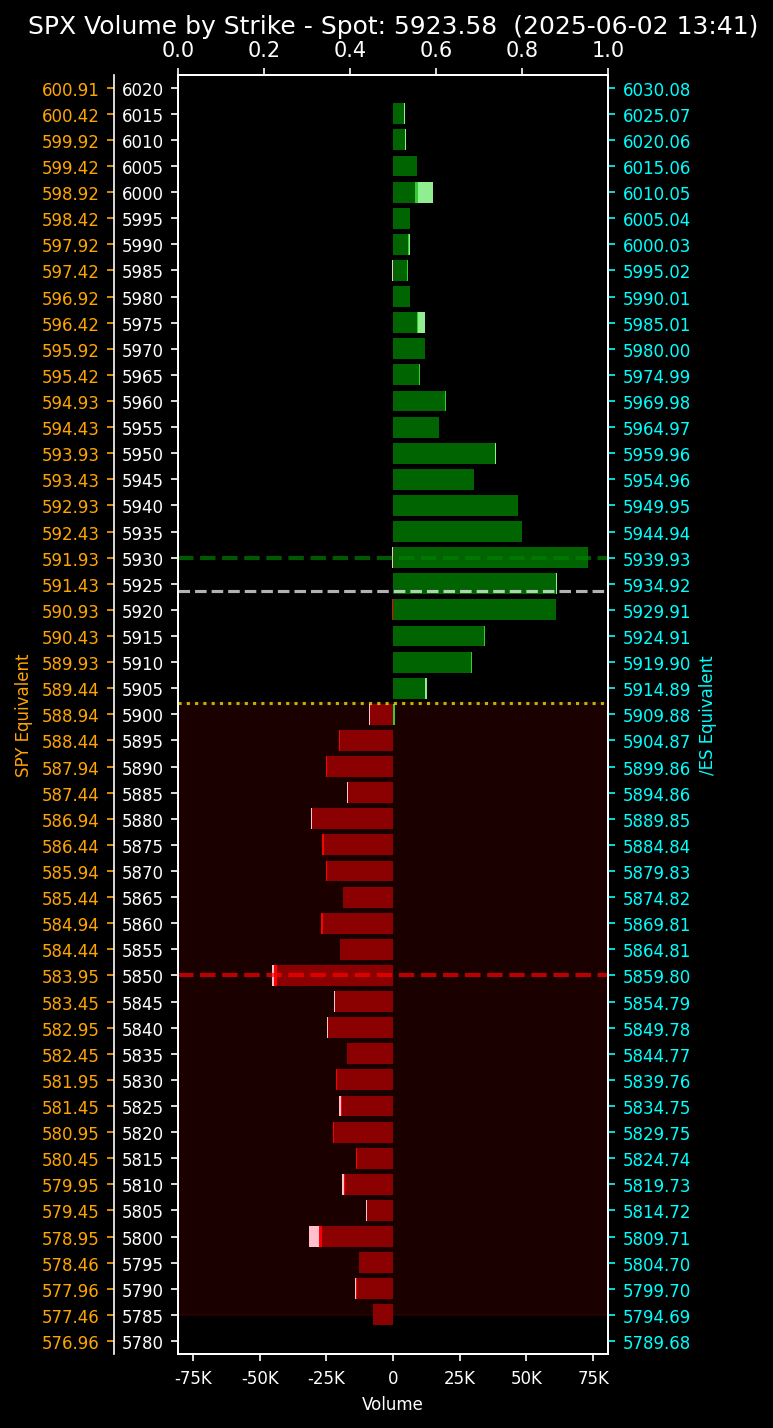 SPX Volume by Strike - Spot: 5923.58 (2025-06-02 13:41)
0.0 0.2 0.4 0.6 0.8 1.0
600.91 6020 6030.08
600.42 6015 6025.07
599.92 6010 6020.06
599.42 6005 6015.06
598.92 6000 6010.05
598.42 5995 6005.04
597.92 5990 6000.03
597.42 5985 5995.02
596.92 5980 5990.01
596.42 5975 5985.01
595.92 5970 5980.00
595.42 5965 5974.99
594.93 5960 5969.98
594.43 5955 5964.97
593.93 5950 5959.96
593.43 5945 5954.96
592.93 5940 5949.95
592.43 5935 5944.94
591.93 5930 5939.93
591.43 5925 5934.92
590.93 5920 5929.91
590.43 5915 5924.91
589.93 5910 5919.90
589.44 5905 5914.89
588.94 5900 5909.88
588.44 5895 5904.87
587.94 5890 5899.86
587.44 5885 5894.86
586.94 5880 5889.85
586.44 5875 5884.84
585.94 5870 5879.83
585.44 5865 5874.82
584.94 5860 5869.81
584.44 5855 5864.81
583.95 5850 5859.80
583.45 5845 5854.79
582.95 5840 5849.78
582.45 5835 5844.77
581.95 5830 5839.76
581.45 5825 5834.75
580.95 5820 5829.75
580.45 5815 5824.74
579.95 5810 5819.73
579.45 5805 5814.72
578.95 5800 5809.71
578.46 5795 5804.70
577.96 5790 5799.70
577.46 5785 5794.69
576.96 5780 5789.68
SPY Equivalent
/ES Equivalent
-75K -50K -25K 0 25K 50K 75K
Volume